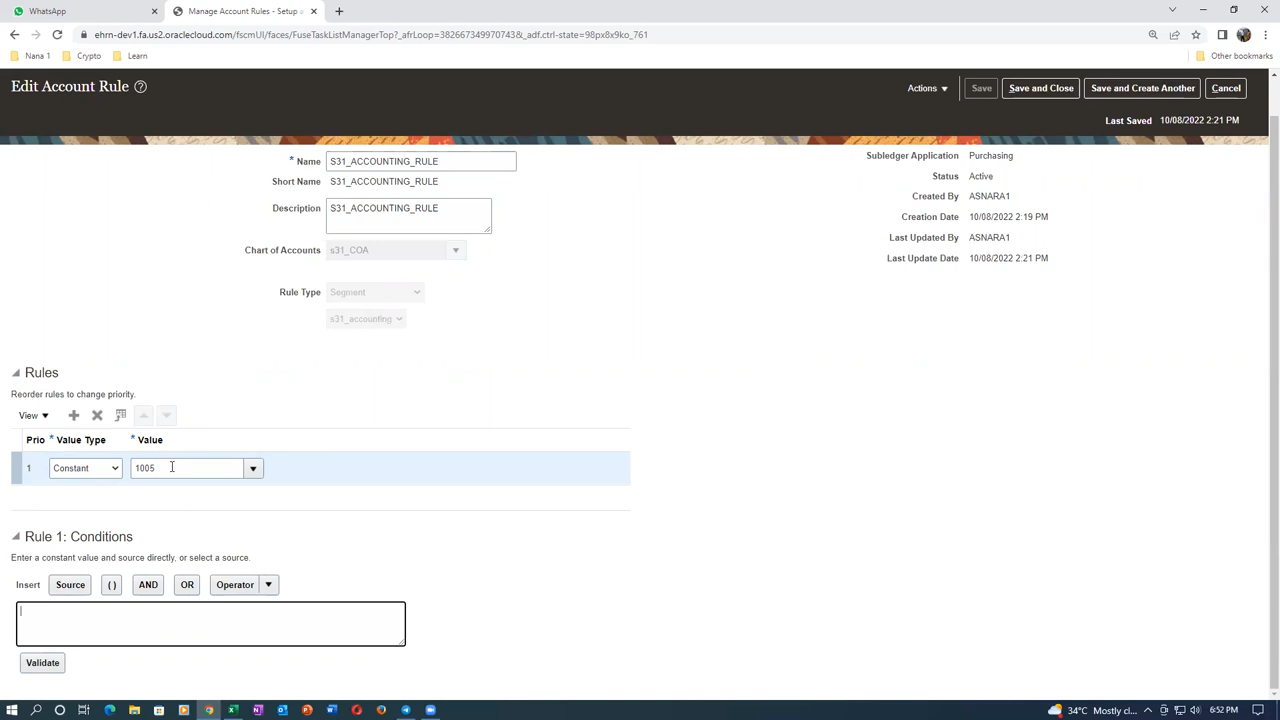 WhatsApp
Manage Account Rules - Setup
ehrn-dev1.fa.us2.oraclecloud.com/fscmUI/faces/FuseTaskListManagerTop?_afrLoop=382667349970743&_adf.ctrl-state=98px8x9ko_761
Nana 1
Crypto
Learn
Other bookmarks
Edit Account Rule
Actions
Save
Save and Close
Save and Create Another
Cancel
Last Saved 10/08/2022 2:21 PM
* Name S31_ACCOUNTING_RULE
Short Name S31_ACCOUNTING_RULE
Description S31_ACCOUNTING_RULE
Chart of Accounts s31_COA
Rule Type Segment
s31_accounting
Subledger Application Purchasing
Status Active
Created By ASNARA1
Creation Date 10/08/2022 2:19 PM
Last Updated By ASNARA1
Last Update Date 10/08/2022 2:21 PM
Rules
Reorder rules to change priority.
View
Prio * Value Type * Value
1 Constant 1005
Rule 1: Conditions
Enter a constant value and source directly, or select a source.
Insert Source ( ) AND OR Operator
Validate
34°C Mostly cl... 6:52 PM